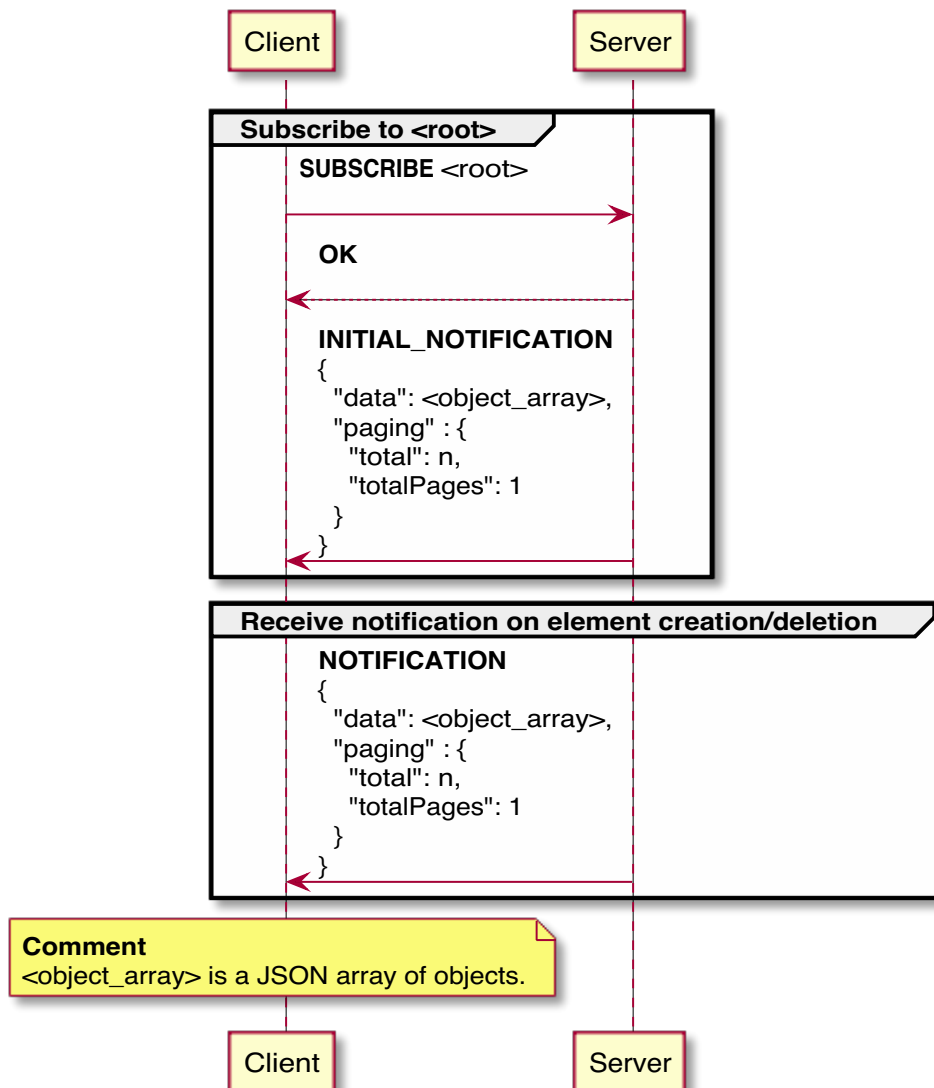 Client Server
Subscribe to <root>
SUBSCRIBE <root>
OK
INITIAL_NOTIFICATION
{
"data": <object_array>,
"paging" : {
"total": n,
"totalPages": 1
}
}
Receive notification on element creation/deletion
NOTIFICATION
{
"data": <object_array>,
"paging" : {
"total": n,
"totalPages": 1
}
}
Comment
<object_array> is a JSON array of objects.
Client Server